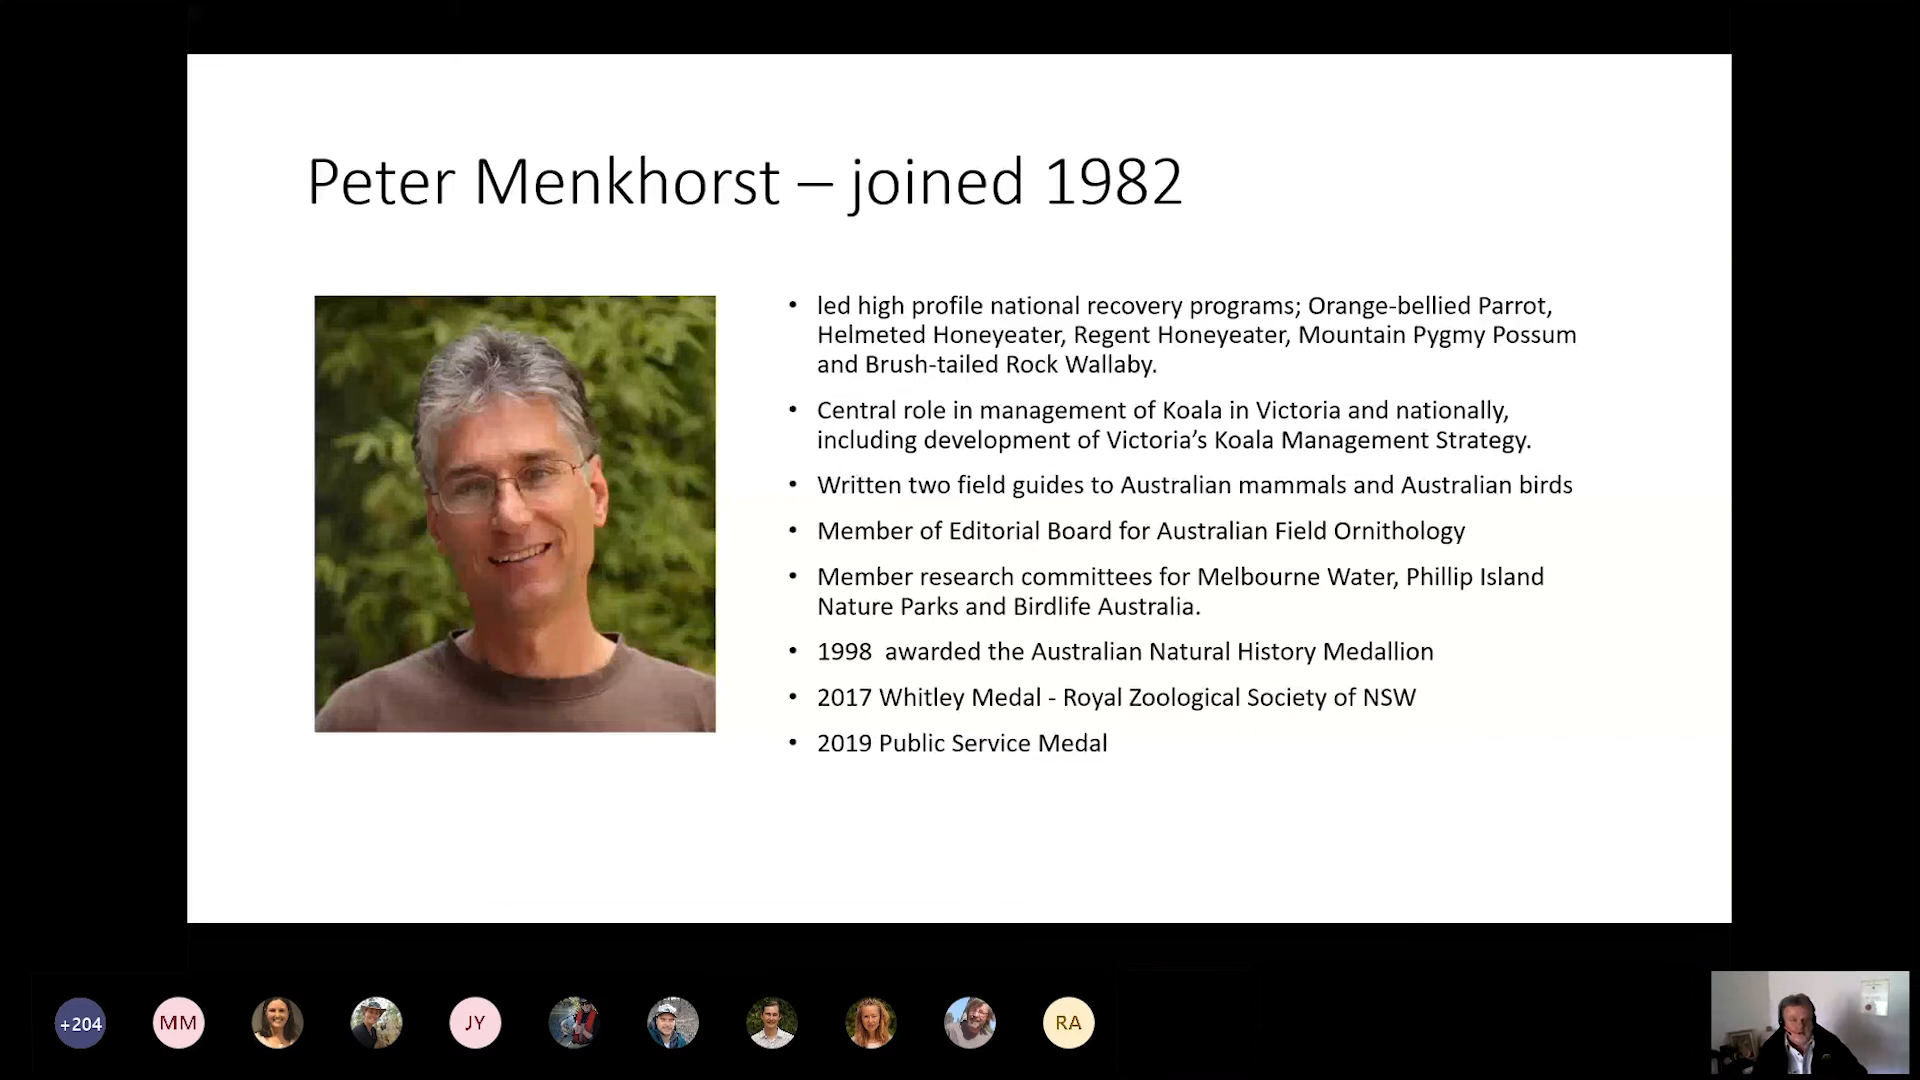 Peter Menkhorst – joined 1982
• led high profile national recovery programs; Orange-bellied Parrot,
Helmeted Honeyeater, Regent Honeyeater, Mountain Pygmy Possum
and Brush-tailed Rock Wallaby.
• Central role in management of Koala in Victoria and nationally,
including development of Victoria's Koala Management Strategy.
• Written two field guides to Australian mammals and Australian birds
• Member of Editorial Board for Australian Field Ornithology
• Member research committees for Melbourne Water, Phillip Island
Nature Parks and Birdlife Australia.
• 1998  awarded the Australian Natural History Medallion
• 2017 Whitley Medal - Royal Zoological Society of NSW
• 2019 Public Service Medal
+204
MM
JY
RA